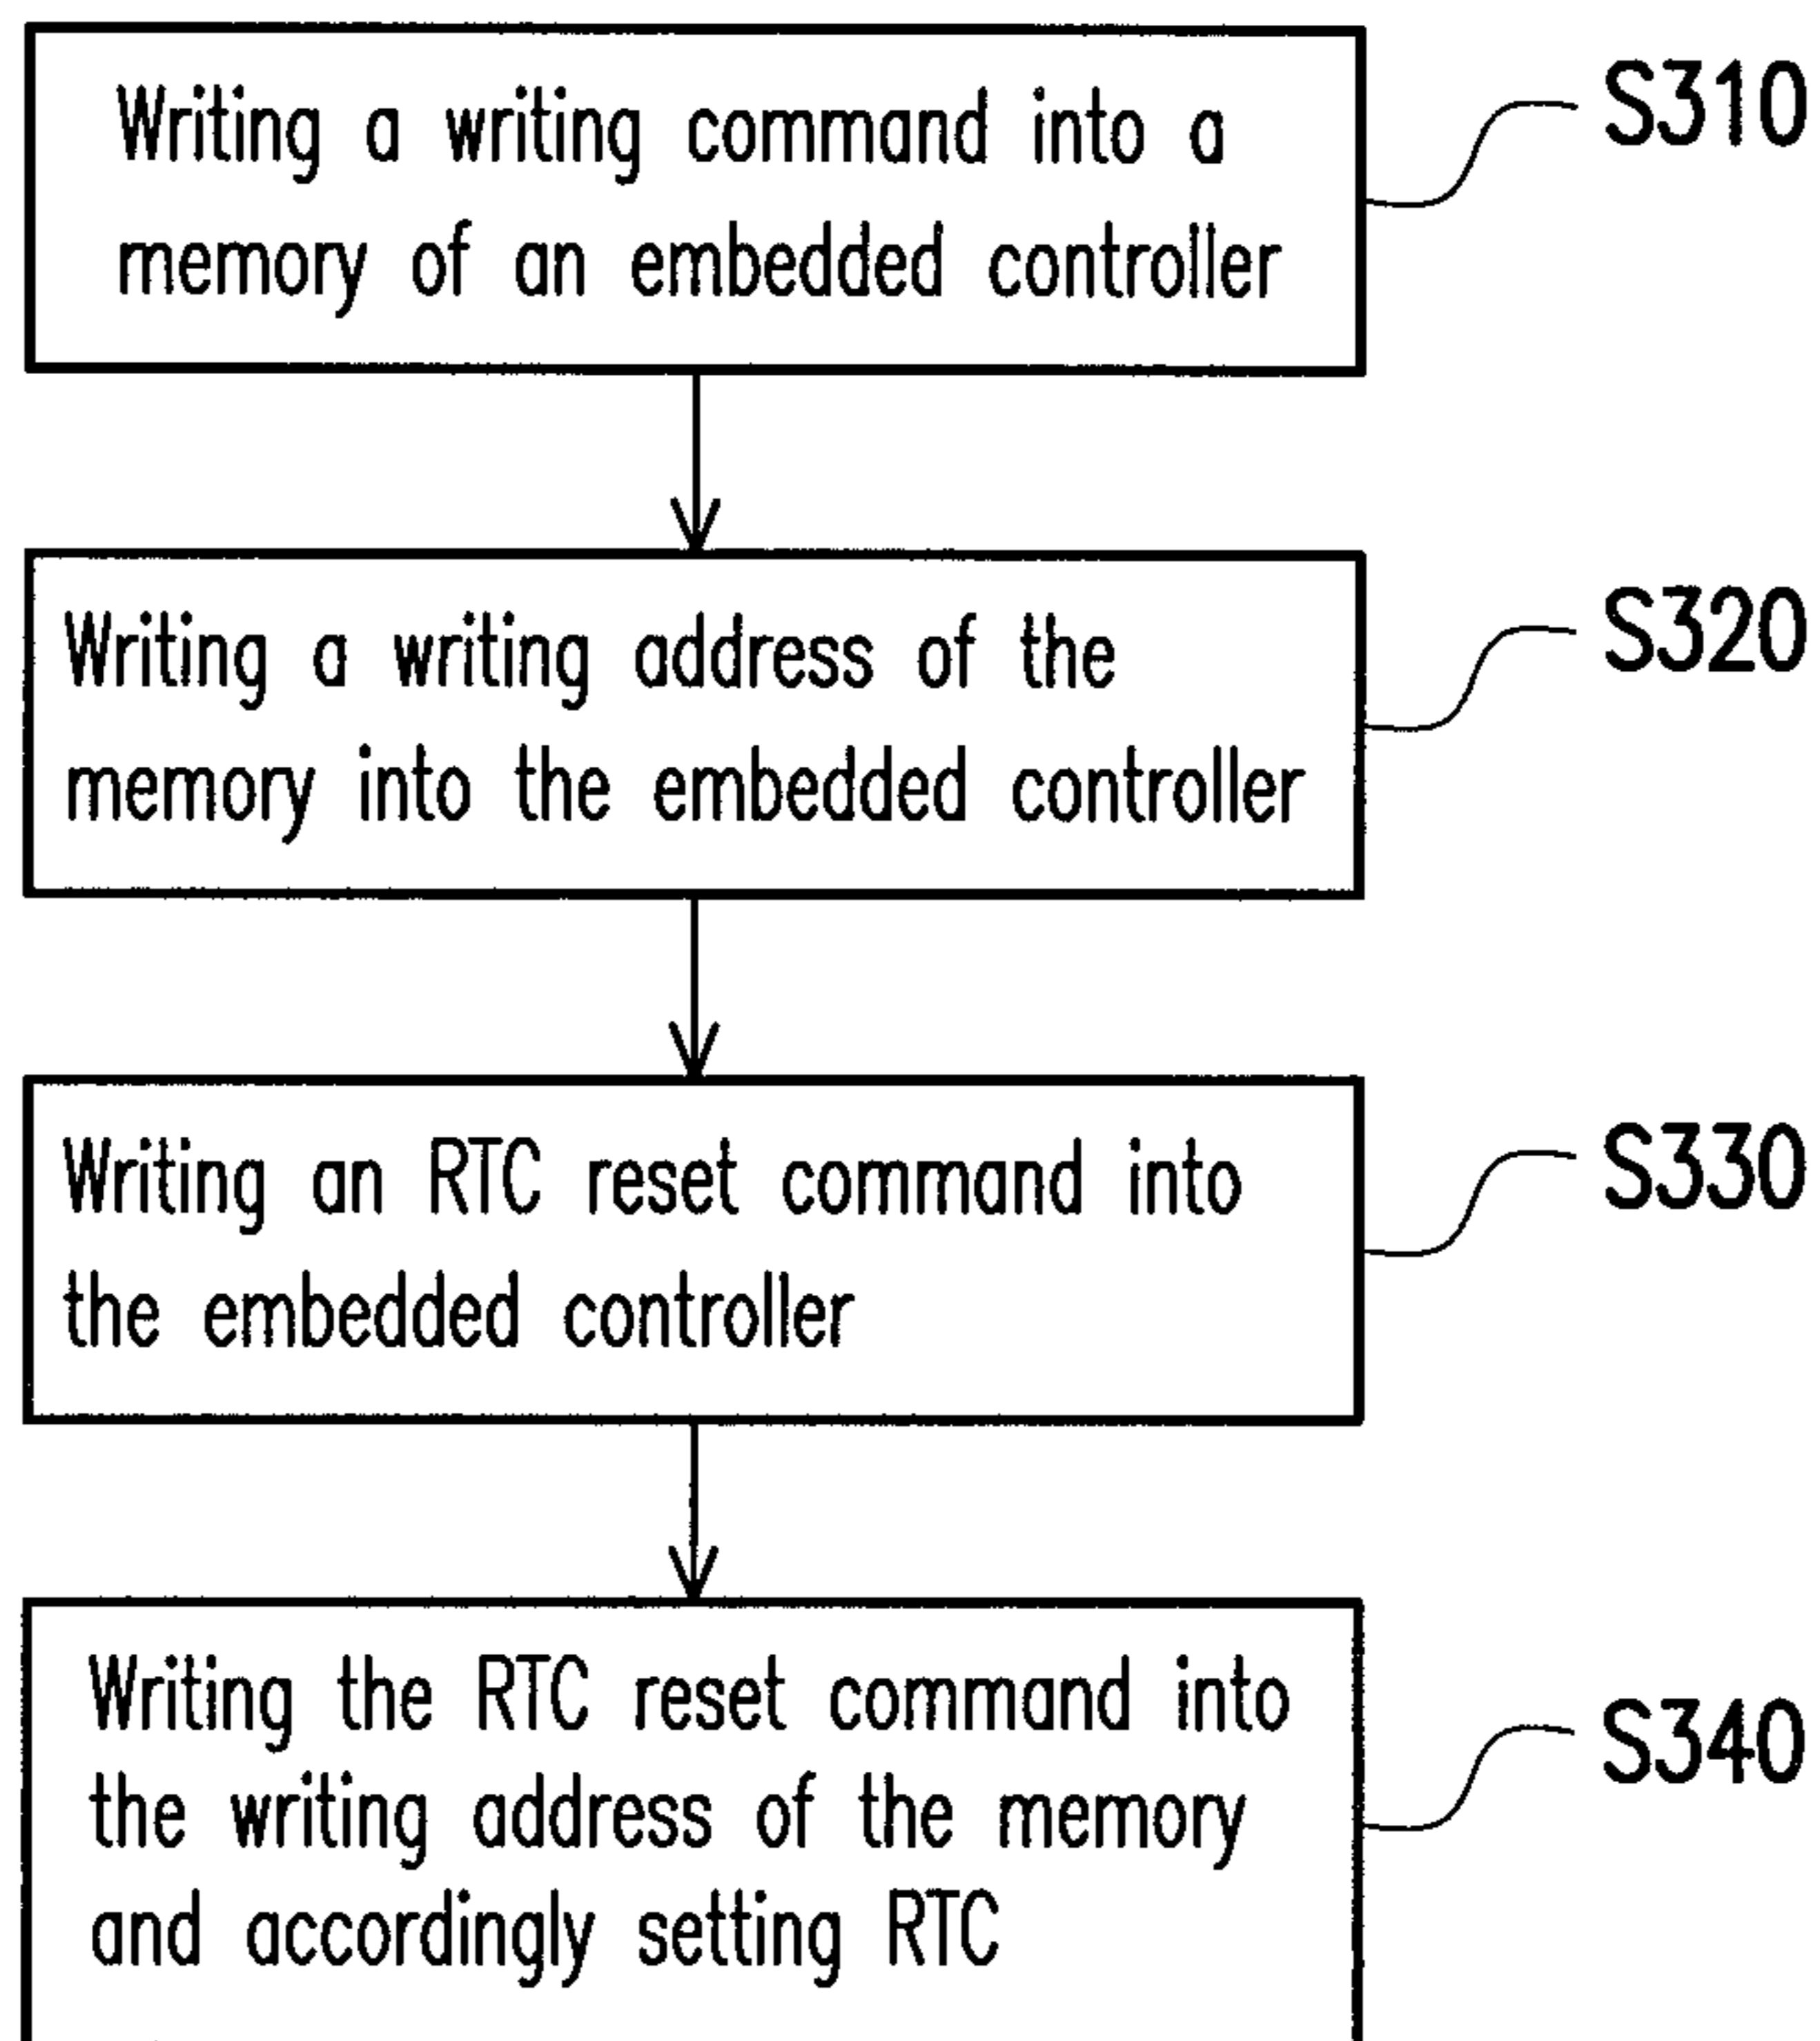 Writing a writing command into a
memory of an embedded controller
S310
Writing a writing address of the
memory into the embedded controller
S320
Writing an RTC reset command into
the embedded controller
S330
Writing the RTC reset command into
the writing address of the memory
and accordingly setting RTC
S340